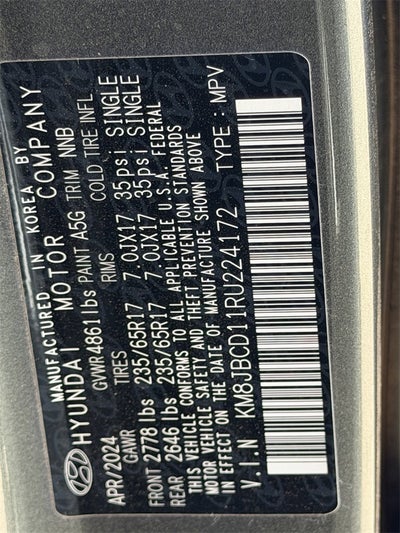 MANUFACTURED IN KOREA BY
HYUNDAI MOTOR COMPANY
APR/2024 GVWR 4861 lbs PAINT A5G TRIM NNB
GAWR TIRES RIMS COLD TIRE INFL
FRONT 2778 lbs 235/65R17 7.0JX17 35psi SINGLE
REAR 2646 lbs 235/65R17 7.0JX17 35psi SINGLE
THIS VEHICLE CONFORMS TO ALL APPLICABLE U.S.A. FEDERAL
MOTOR VEHICLE SAFETY AND THEFT PREVENTION STANDARDS
IN EFFECT ON THE DATE OF MANUFACTURE SHOWN ABOVE
V.I.N KM8JBCD11RU224172 TYPE : MPV